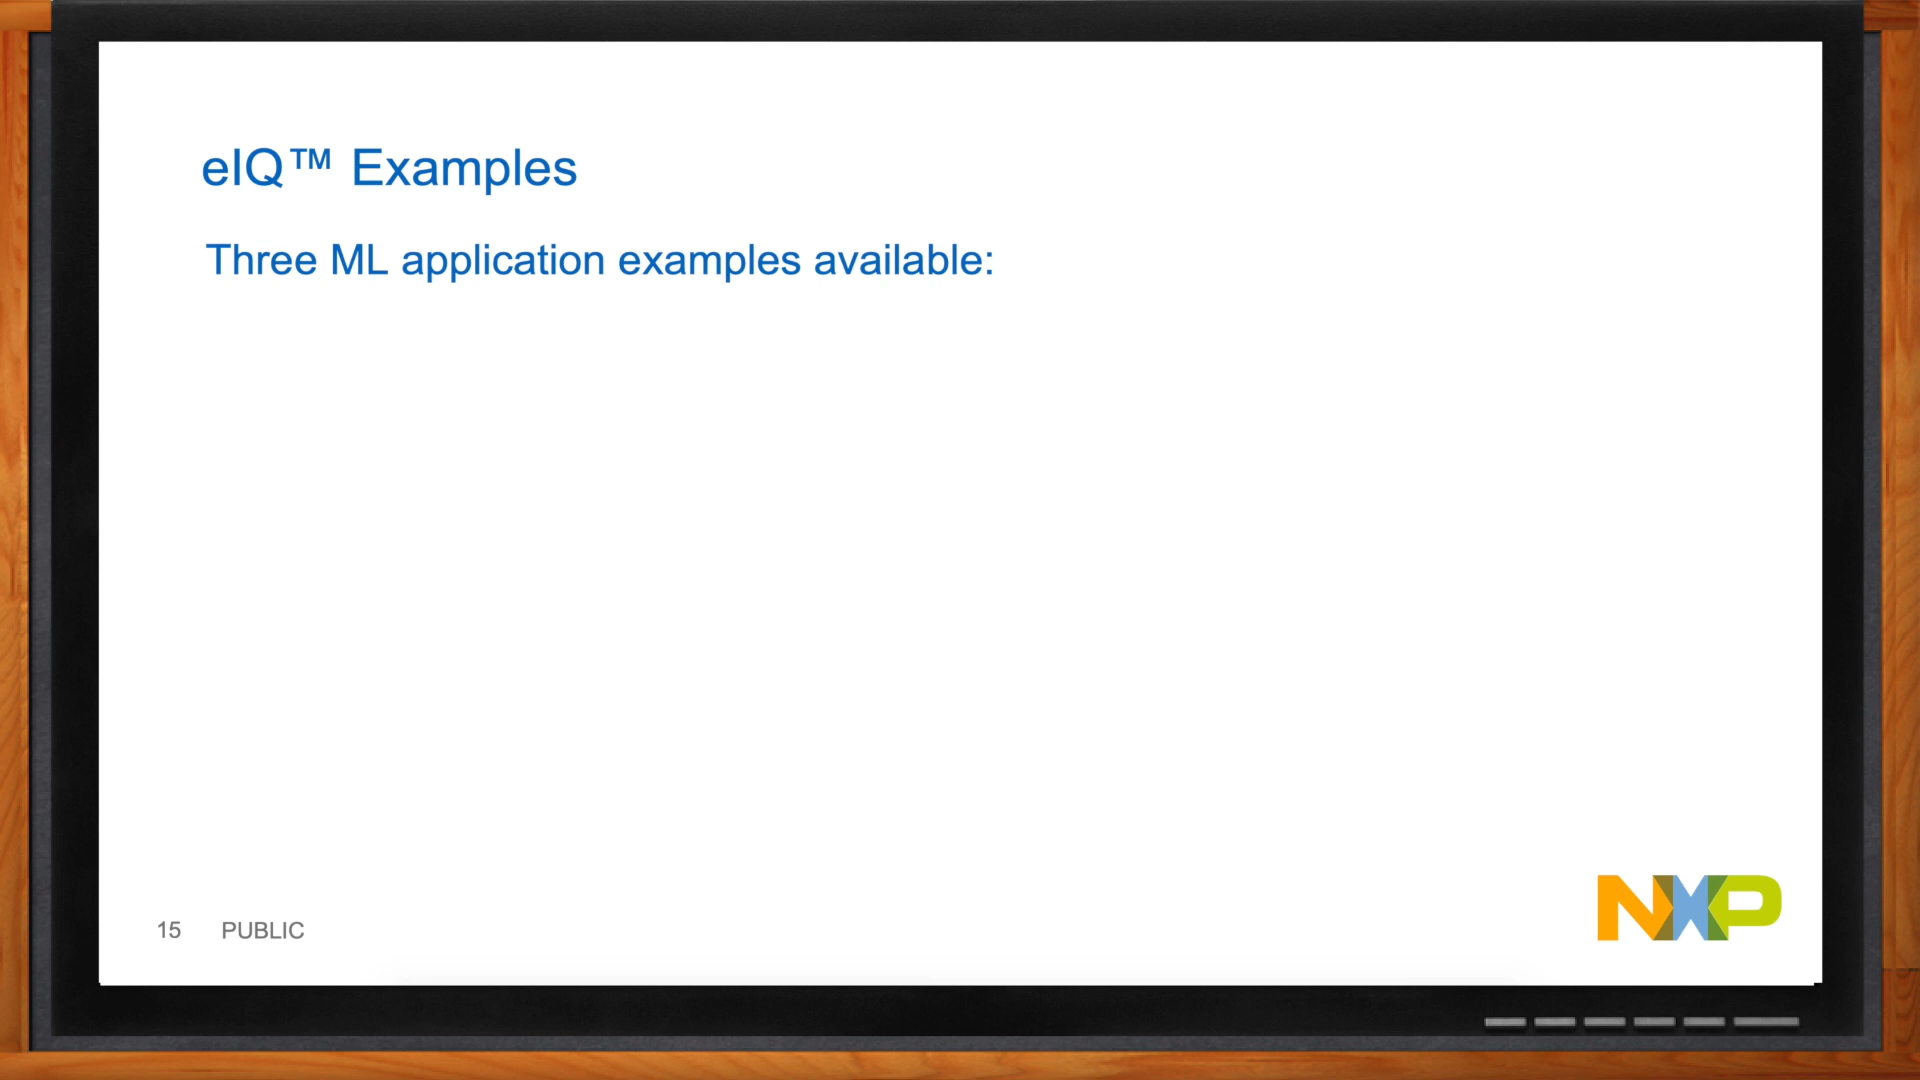 eIQ™ Examples
Three ML application examples available:
15 PUBLIC
NXP